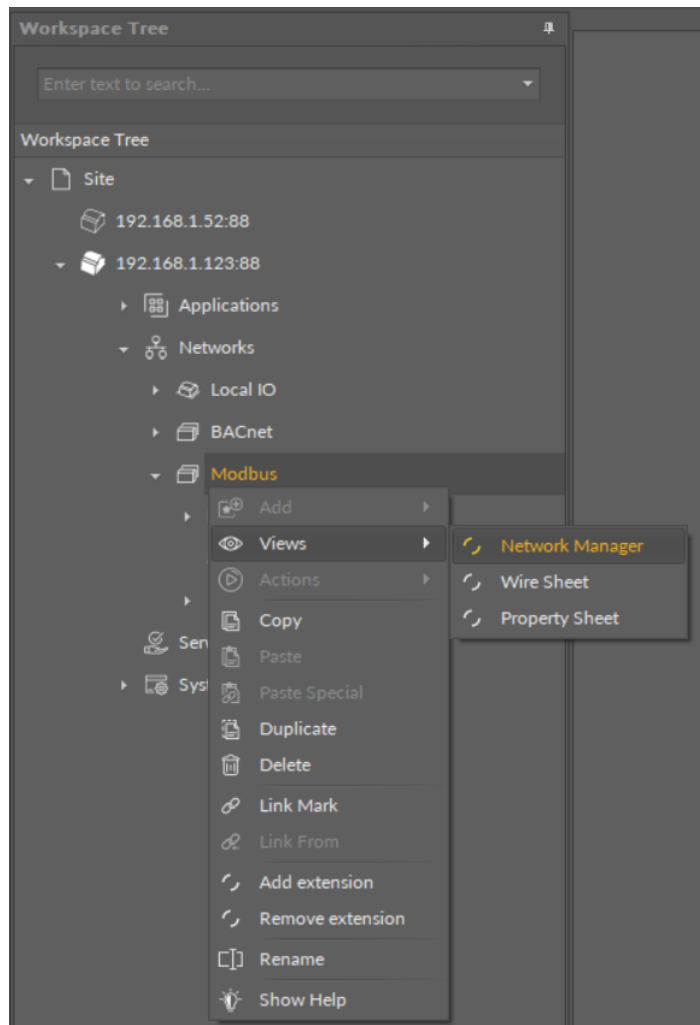 Workspace Tree
Enter text to search...
Workspace Tree
Site
192.168.1.52:88
192.168.1.123:88
Applications
Networks
Local IO
BACnet
Modbus
Add
Views
Network Manager
Actions
Wire Sheet
Copy
Property Sheet
Ser
Paste
Syst
Paste Special
Duplicate
Delete
Link Mark
Link From
Add extension
Remove extension
Rename
Show Help